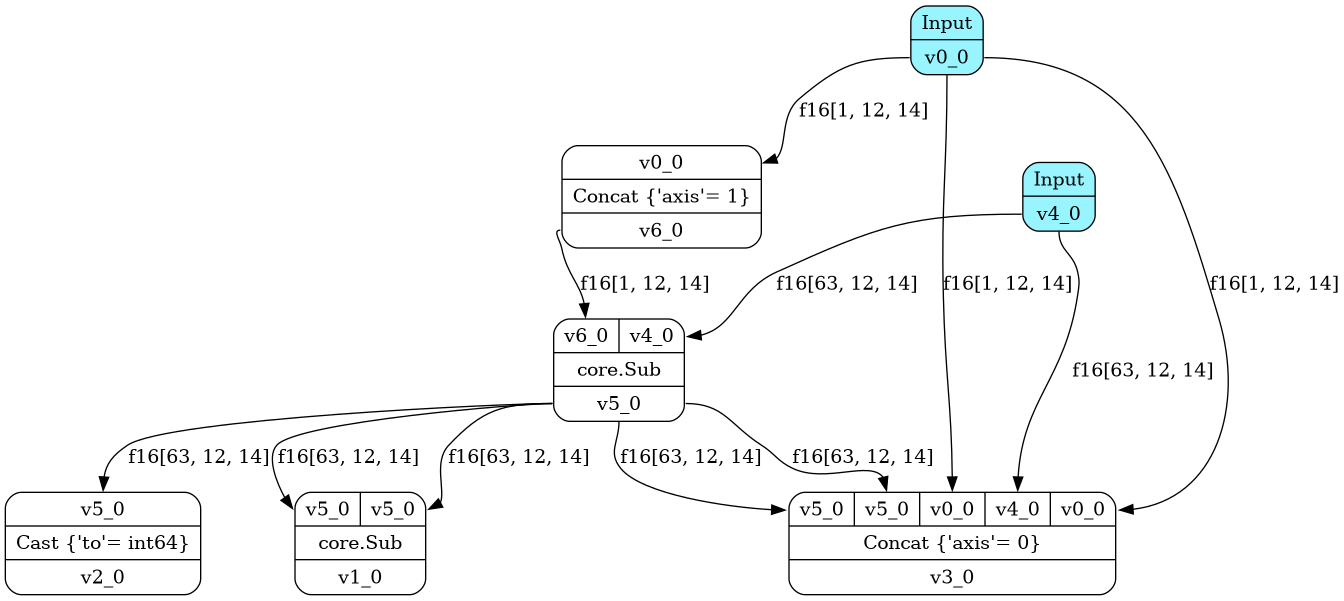 Input
v0_0
f16[1, 12, 14]
v0_0
Concat {'axis'= 1}
v6_0
Input
v4_0
f16[1, 12, 14]
f16[63, 12, 14]
f16[1, 12, 14]
f16[1, 12, 14]
v6_0 v4_0
core.Sub
v5_0
f16[63, 12, 14]
f16[63, 12, 14]
f16[63, 12, 14]
f16[63, 12, 14]
f16[63, 12, 14]
f16[63, 12, 14]
v5_0
Cast {'to'= int64}
v2_0
v5_0 v5_0
core.Sub
v1_0
v5_0 v5_0 v0_0 v4_0 v0_0
Concat {'axis'= 0}
v3_0